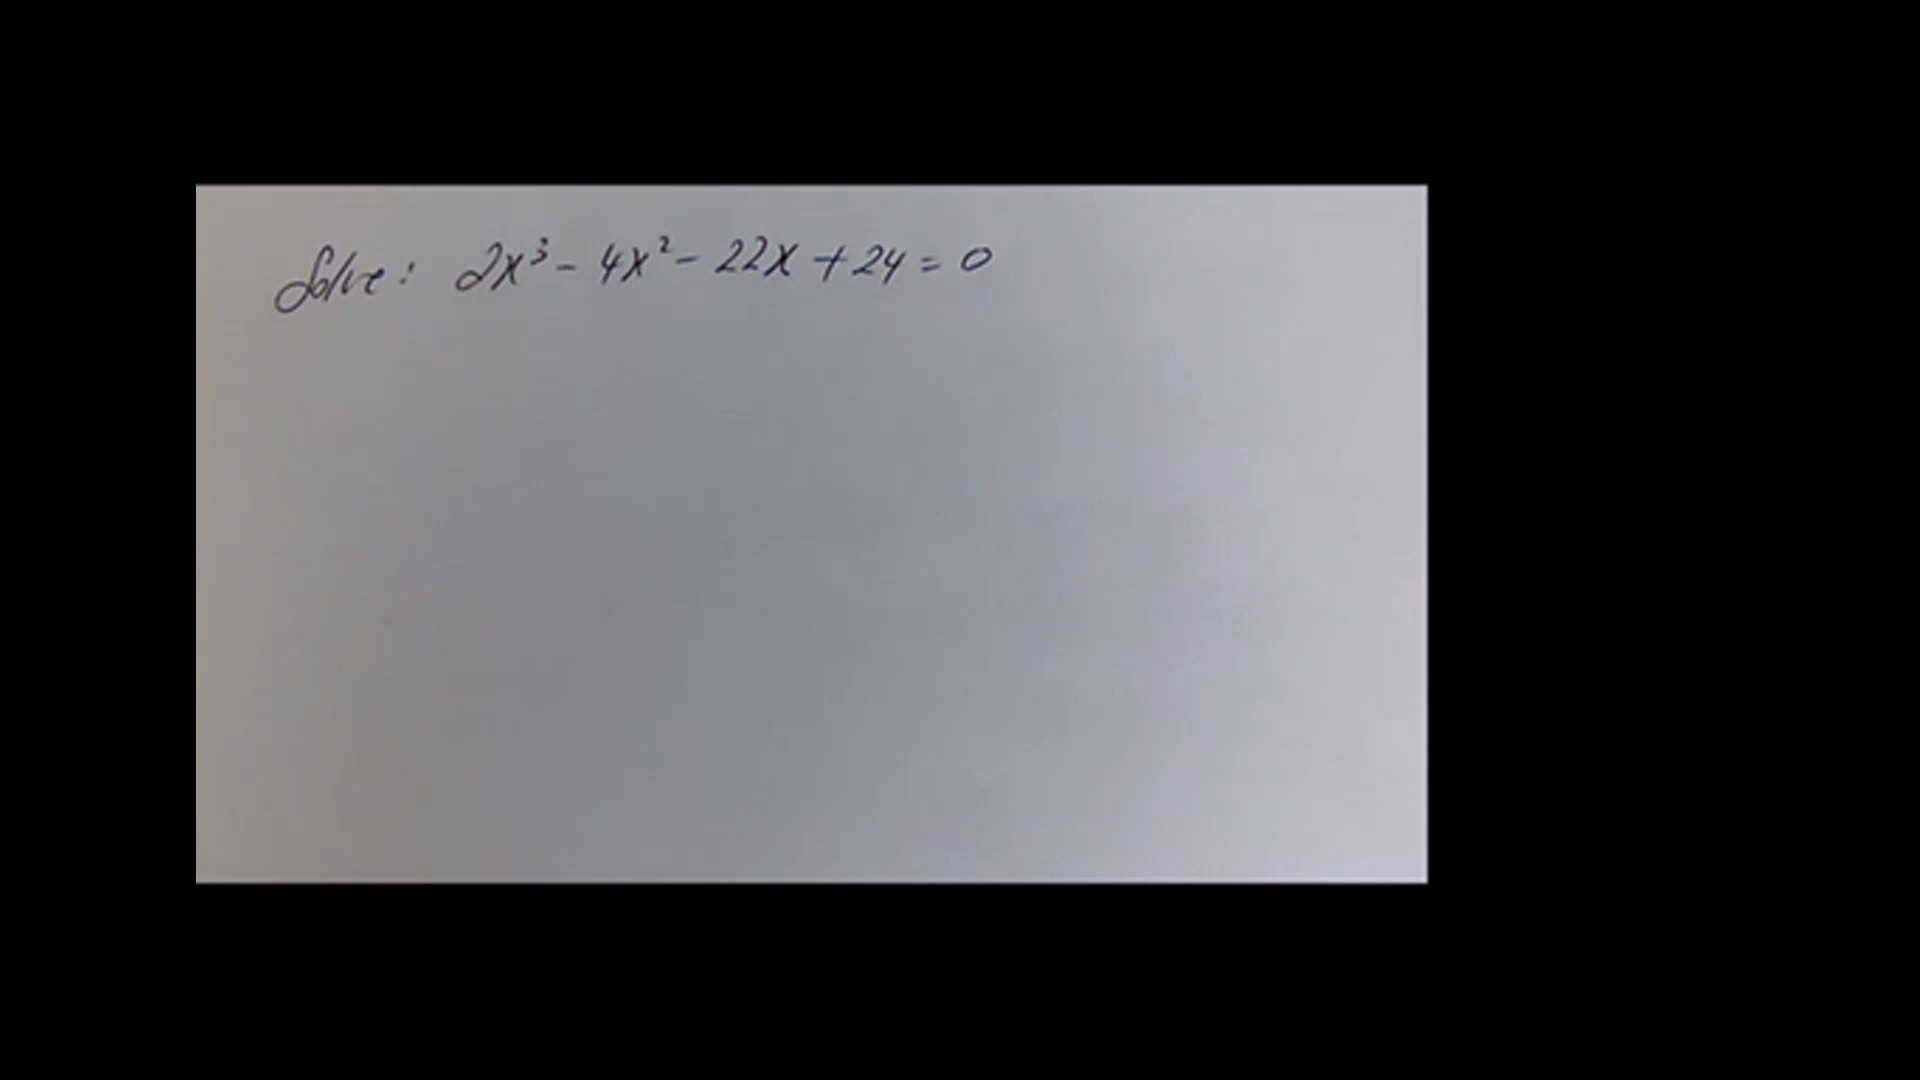 Solve: 2x³ - 4x² - 22x + 24 = 0